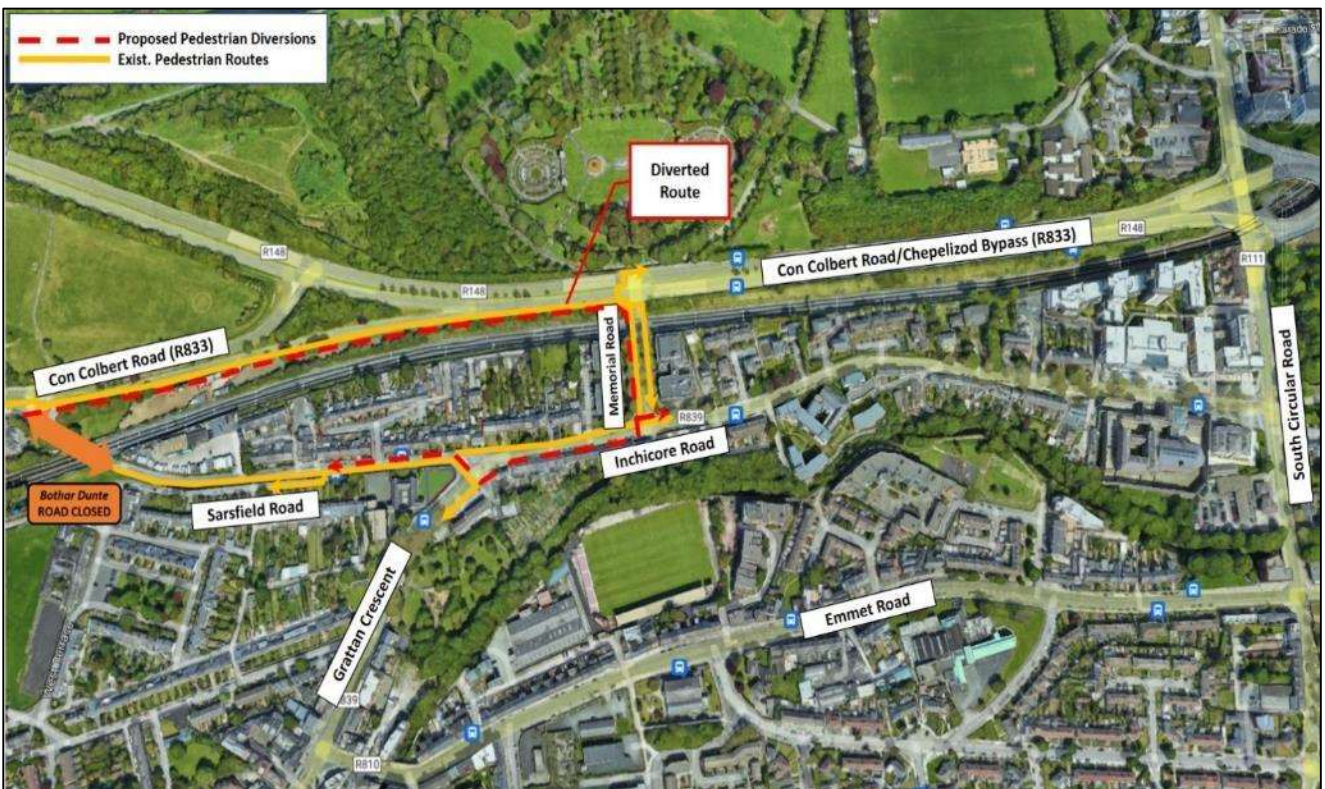 Proposed Pedestrian Diversions
Exist. Pedestrian Routes
Diverted
Route
R148
R148
R148
Con Colbert Road/Chepelizod Bypass (R833)
R111
Con Colbert Road (R833)
Memorial Road
R839
Inchicore Road
South Circular Road
Bothar Dunte
ROAD CLOSED
Sarsfield Road
Grattan Crescent
Emmet Road
839
R810